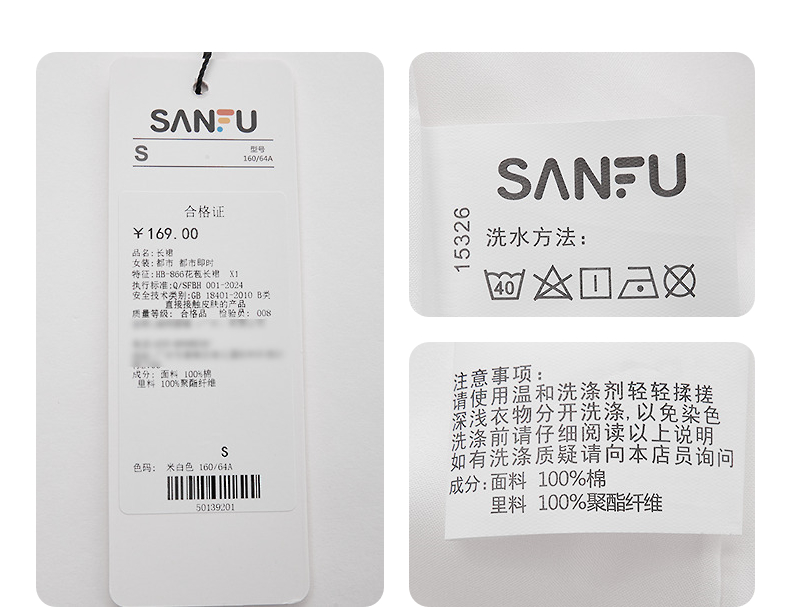 SANFU
S
型号
160/64A
合格证
￥169.00
品名:长裙
女装:都市 都市即时
特征:HB-866花苞长裙 X1
执行标准:Q/SFBH 001-2024
安全技术类别:GB 18401-2010 B类
直接接触皮肤的产品
质量等级: 合格品 检验员: 008
成分: 面料 100%棉
里料 100%聚酯纤维
S
色码: 米白色 160/64A
50139201
SANFU
15326
洗水方法:
40
注意事项:
请使用温和洗涤剂轻轻揉搓
深浅衣物分开洗涤,以免染色
洗涤前请仔细阅读以上说明
如有洗涤质疑请向本店员询问
成分:面料 100%棉
里料 100%聚酯纤维